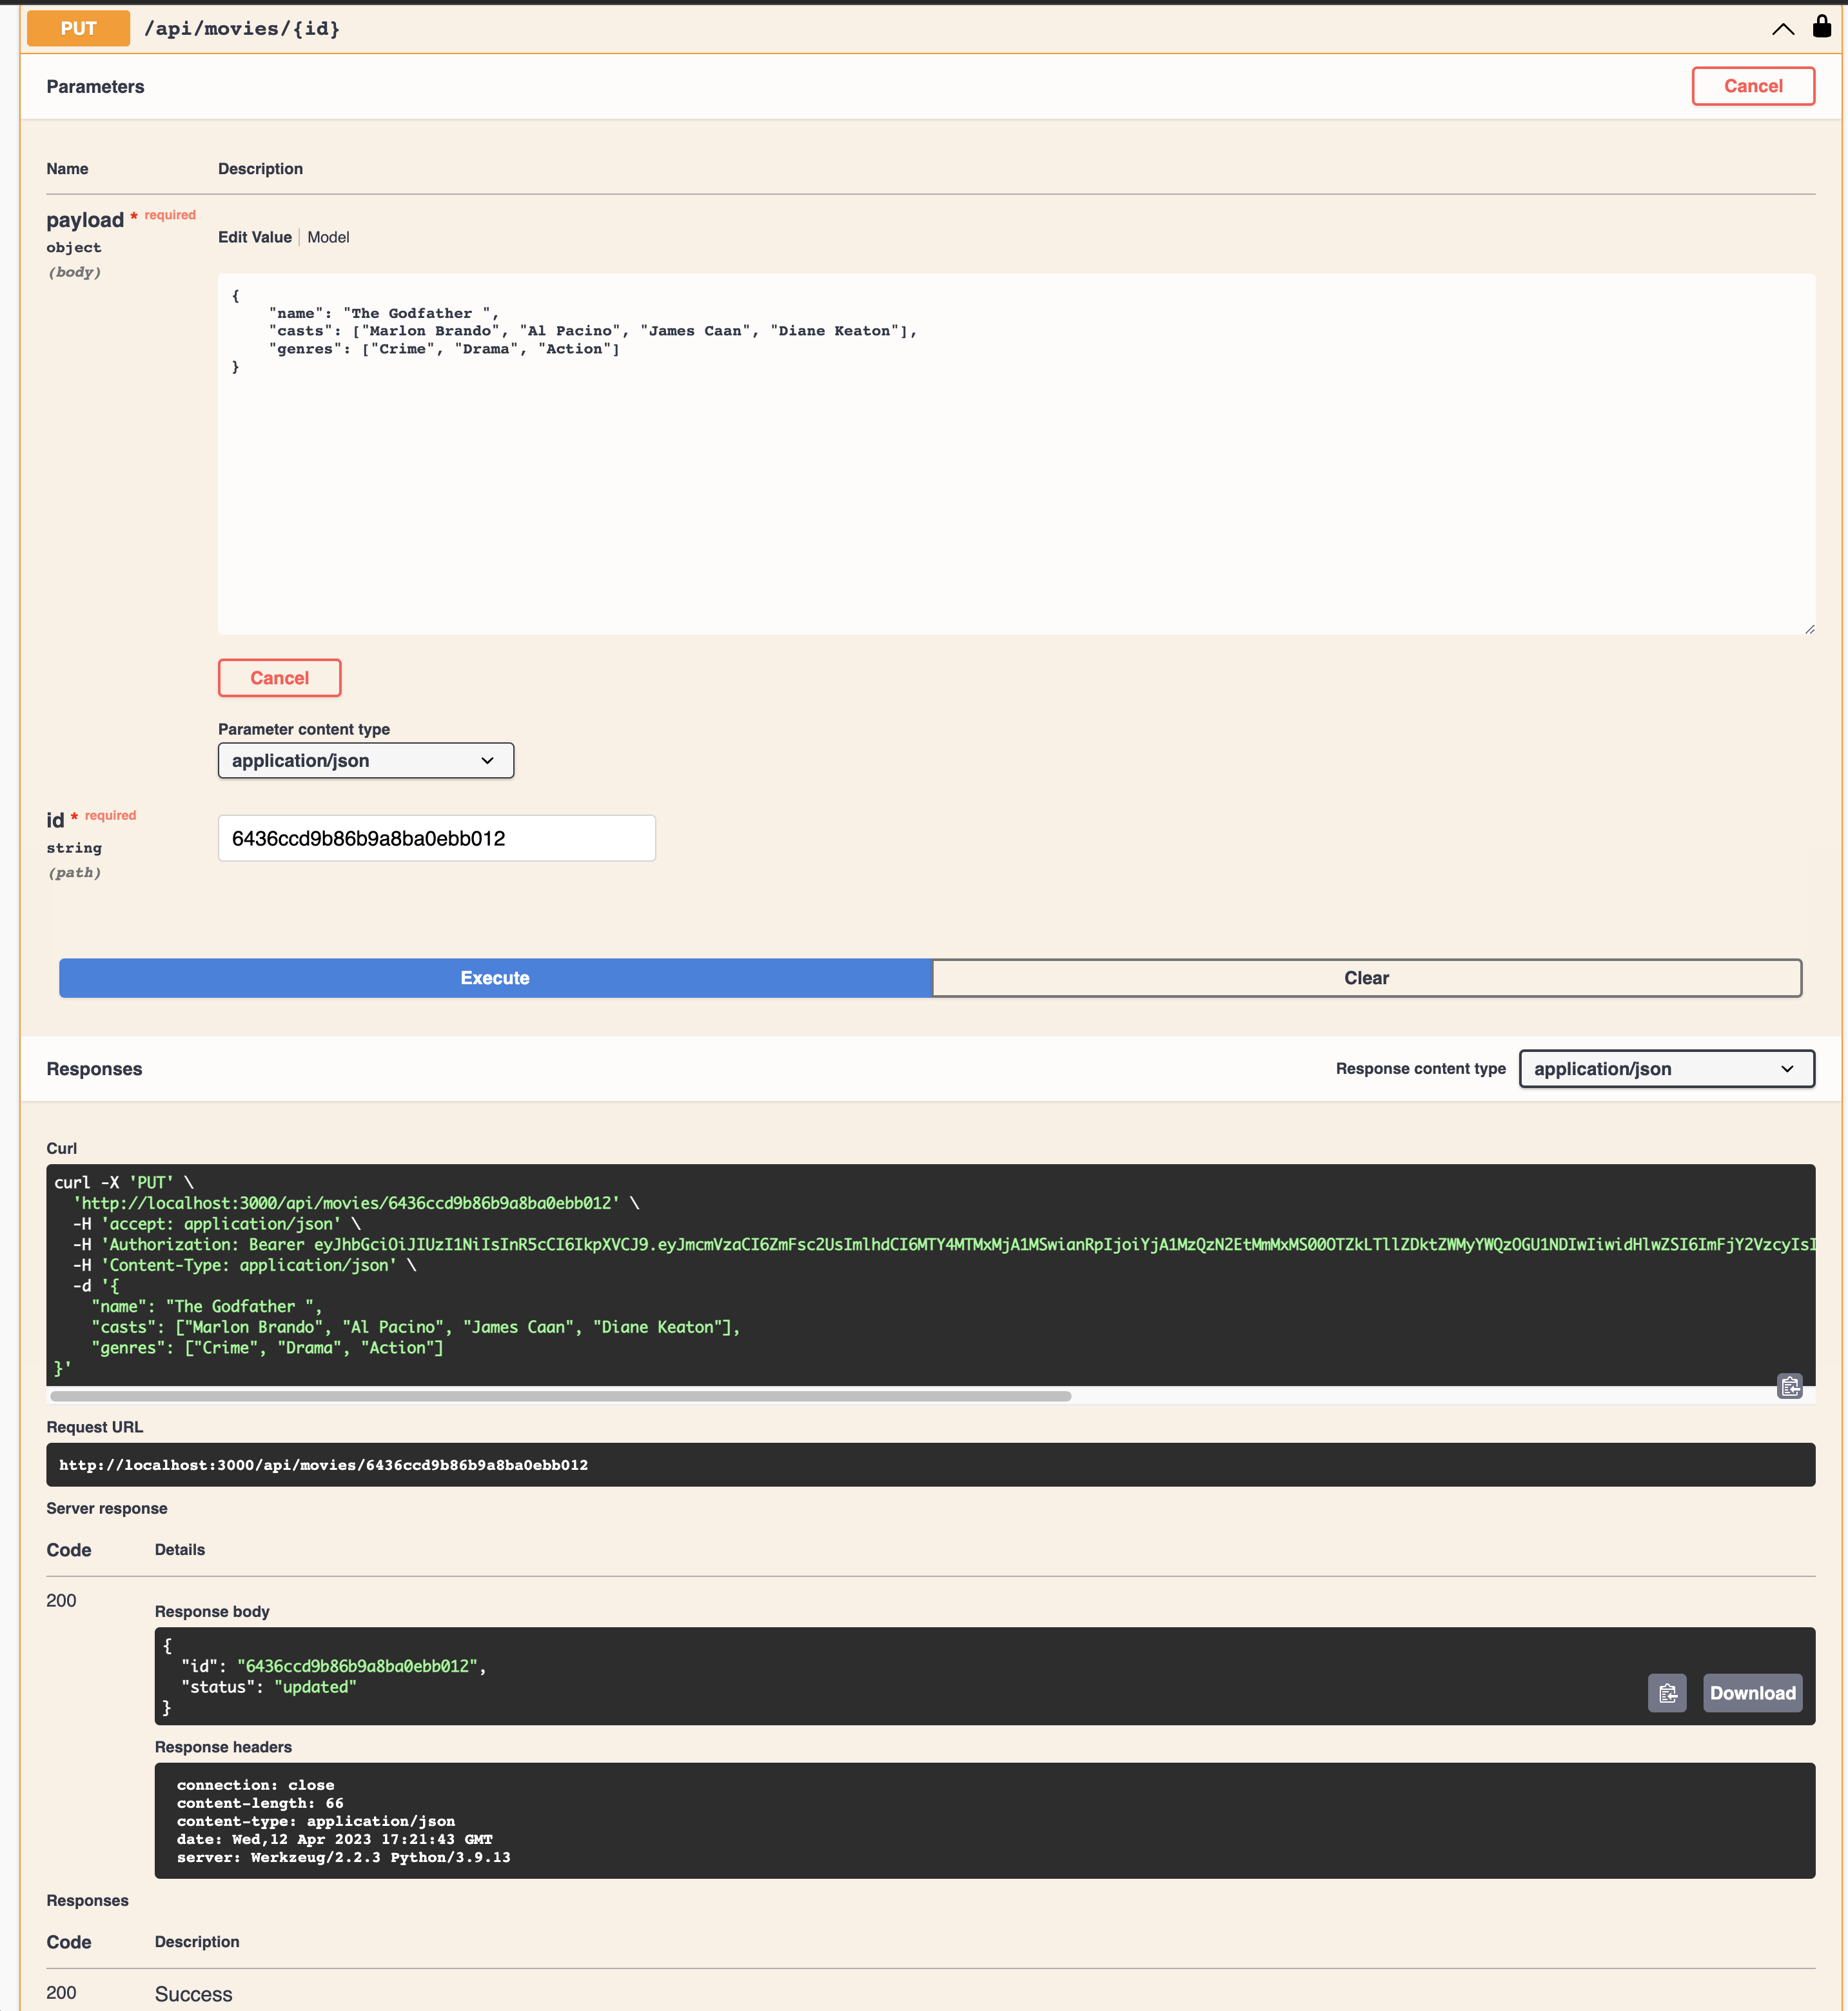 PUT /api/movies/{id}
Parameters
Cancel
Name Description
payload * required
object
(body)
Edit Value Model
{
"name": "The Godfather ",
"casts": ["Marlon Brando", "Al Pacino", "James Caan", "Diane Keaton"],
"genres": ["Crime", "Drama", "Action"]
}
Cancel
Parameter content type
application/json
id * required
string
(path)
6436ccd9b86b9a8ba0ebb012
Execute Clear
Responses
Response content type application/json
Curl
curl -X 'PUT' \
'http://localhost:3000/api/movies/6436ccd9b86b9a8ba0ebb012' \
-H 'accept: application/json' \
-H 'Authorization: Bearer eyJhbGciOiJIUzI1NiIsInR5cCI6IkpXVCJ9.eyJmcmVzaCI6ZmFsc2UsImlhdCI6MTY4MTMxMjA1MSwianRpIjoiYjA1MzQzN2EtMmMxMS00OTZkLTllZDktZWMyYWQzOGU1NDIwIiwidHlwZSI6ImFjY2VzcyIsI
-H 'Content-Type: application/json' \
-d '{
"name": "The Godfather ",
"casts": ["Marlon Brando", "Al Pacino", "James Caan", "Diane Keaton"],
"genres": ["Crime", "Drama", "Action"]
}'
Request URL
http://localhost:3000/api/movies/6436ccd9b86b9a8ba0ebb012
Server response
Code Details
200
Response body
{
"id": "6436ccd9b86b9a8ba0ebb012",
"status": "updated"
}
Download
Response headers
connection: close
content-length: 66
content-type: application/json
date: Wed,12 Apr 2023 17:21:43 GMT
server: Werkzeug/2.2.3 Python/3.9.13
Responses
Code Description
200 Success